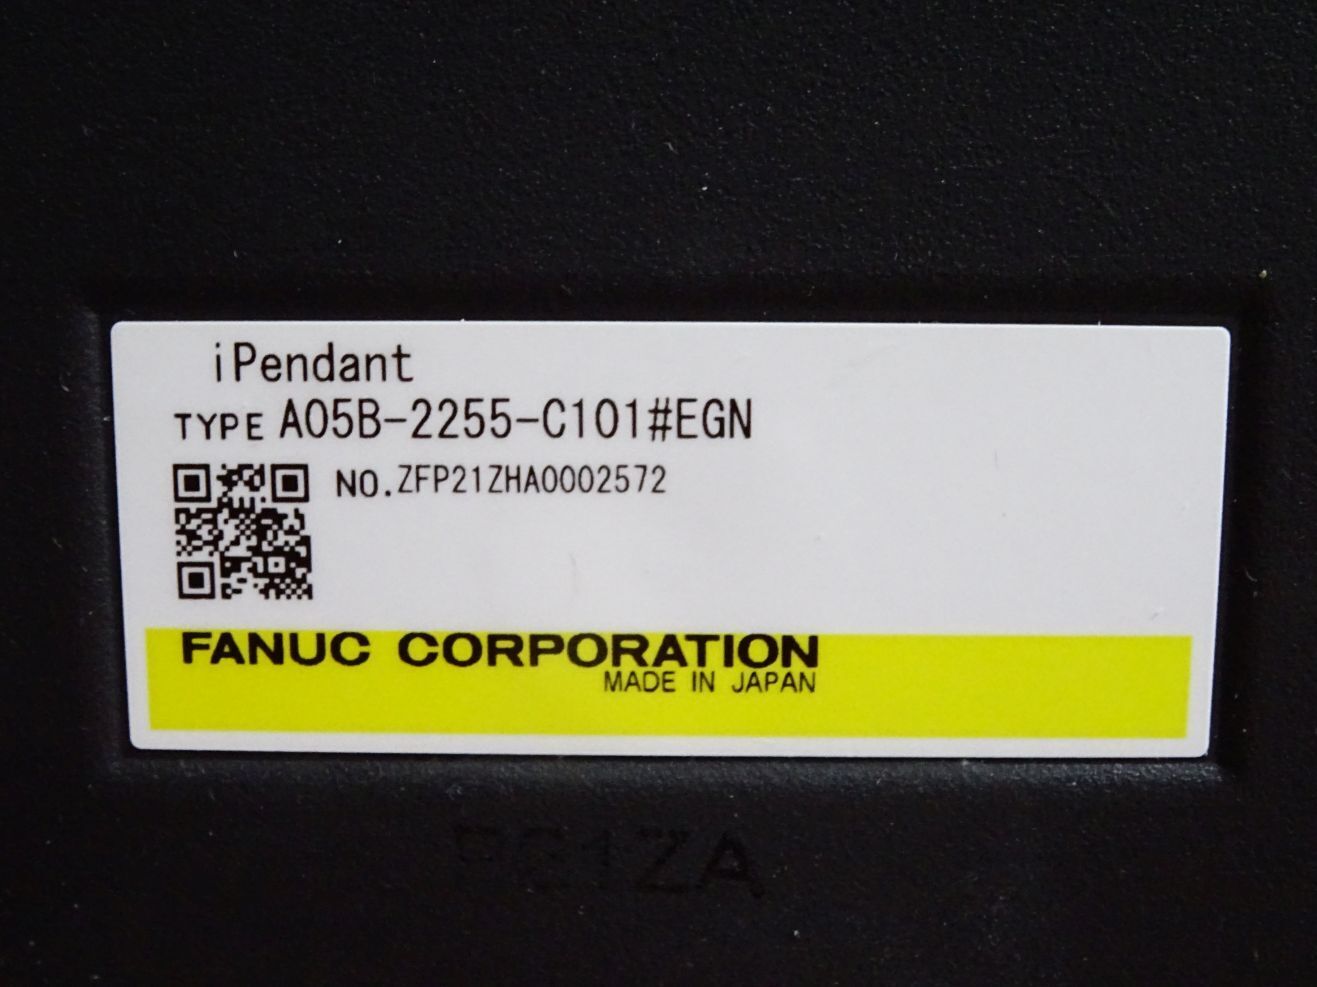 iPendant
TYPE A05B-2255-C101#EGN
NO.ZFP21ZHA0002572
FANUC CORPORATION
MADE IN JAPAN